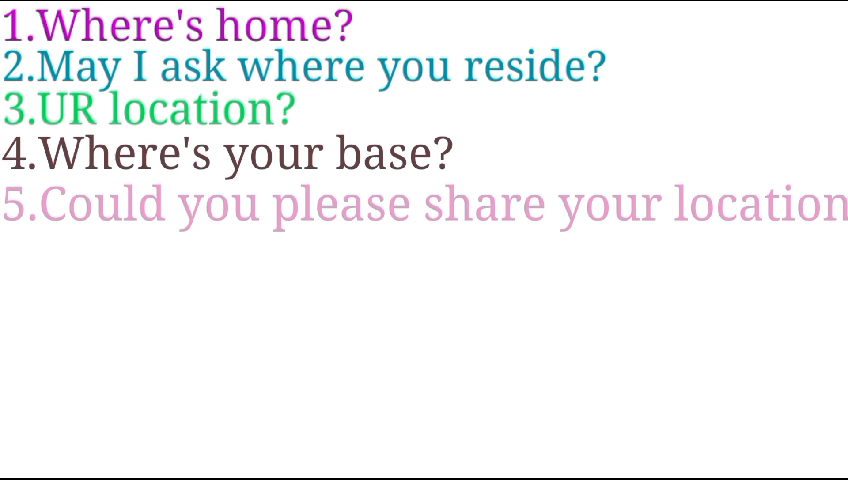 1.Where's home?
2.May I ask where you reside?
3.UR location?
4.Where's your base?
5.Could you please share your location